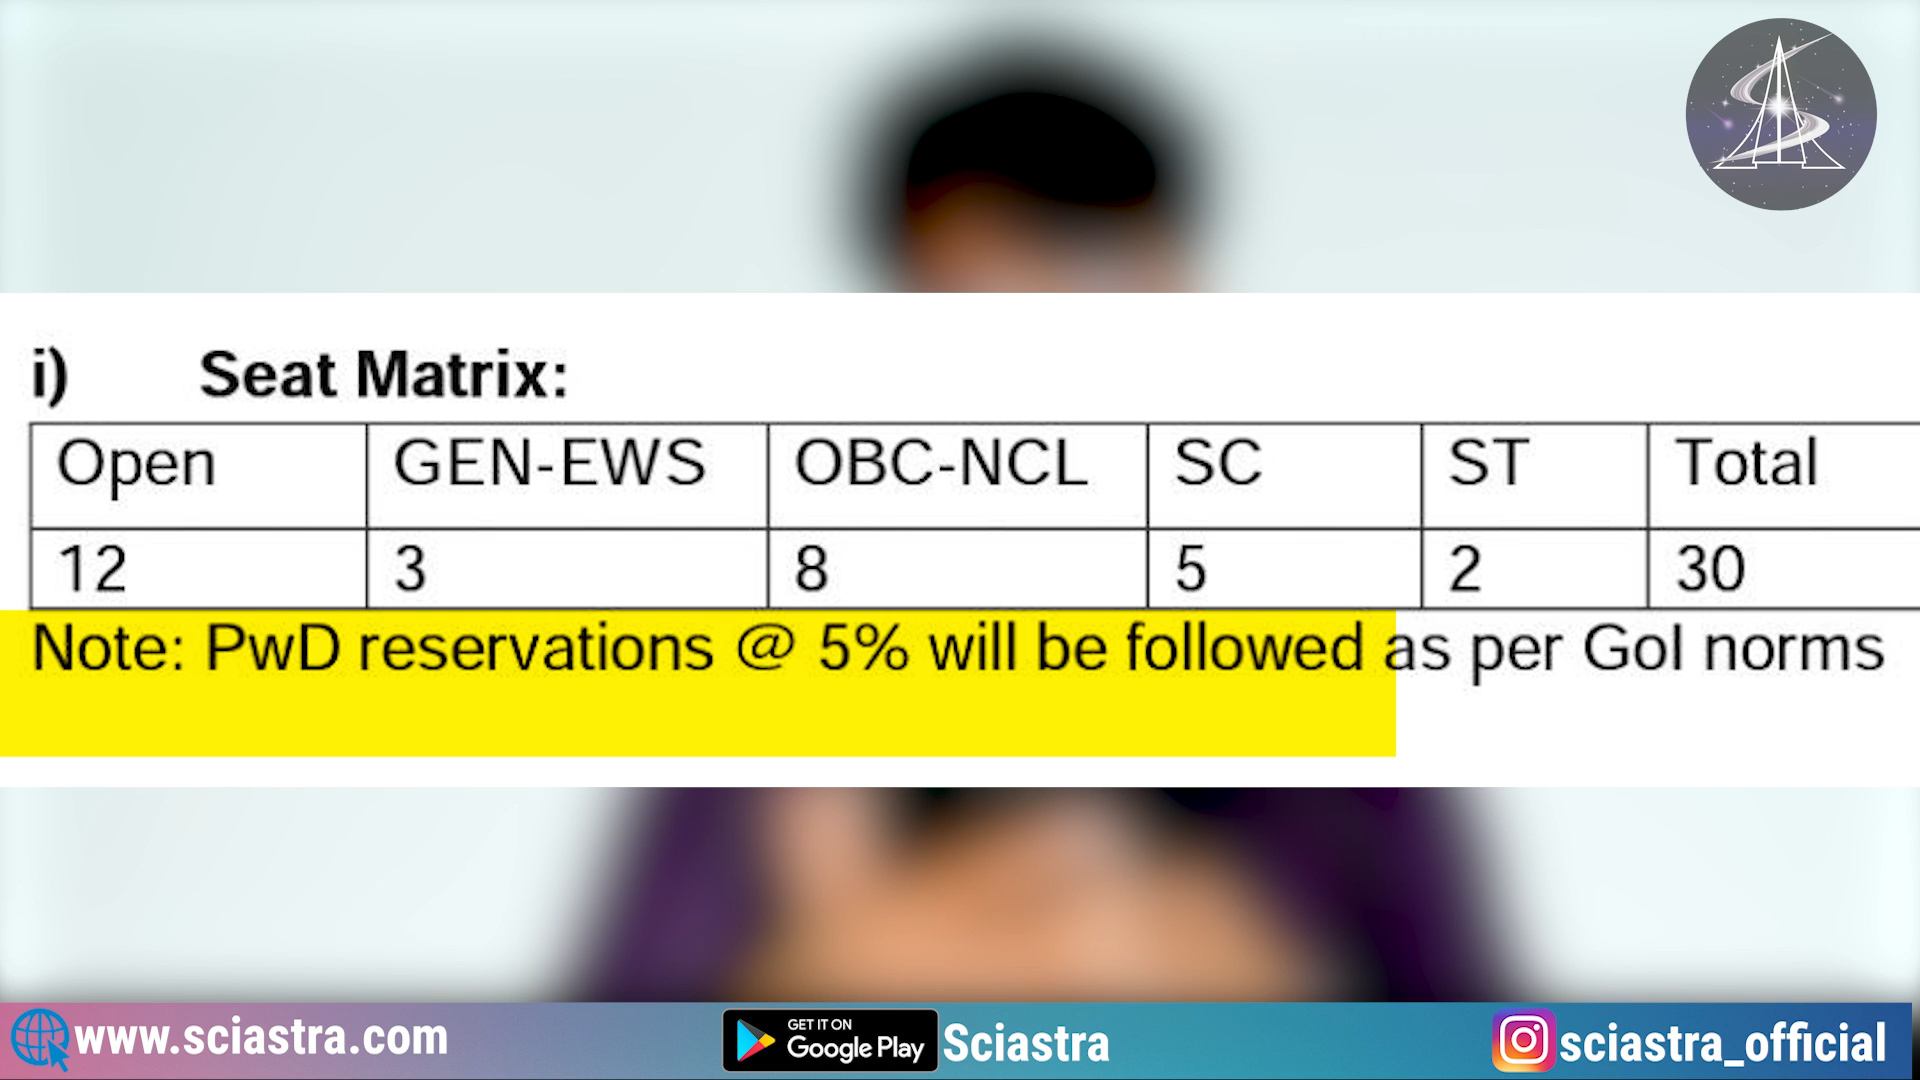 i) Seat Matrix:
Open GEN-EWS OBC-NCL SC ST Total
12 3 8 5 2 30
Note: PwD reservations @ 5% will be followed as per GoI norms
www.sciastra.com
GET IT ON
Google Play
Sciastra
sciastra_official